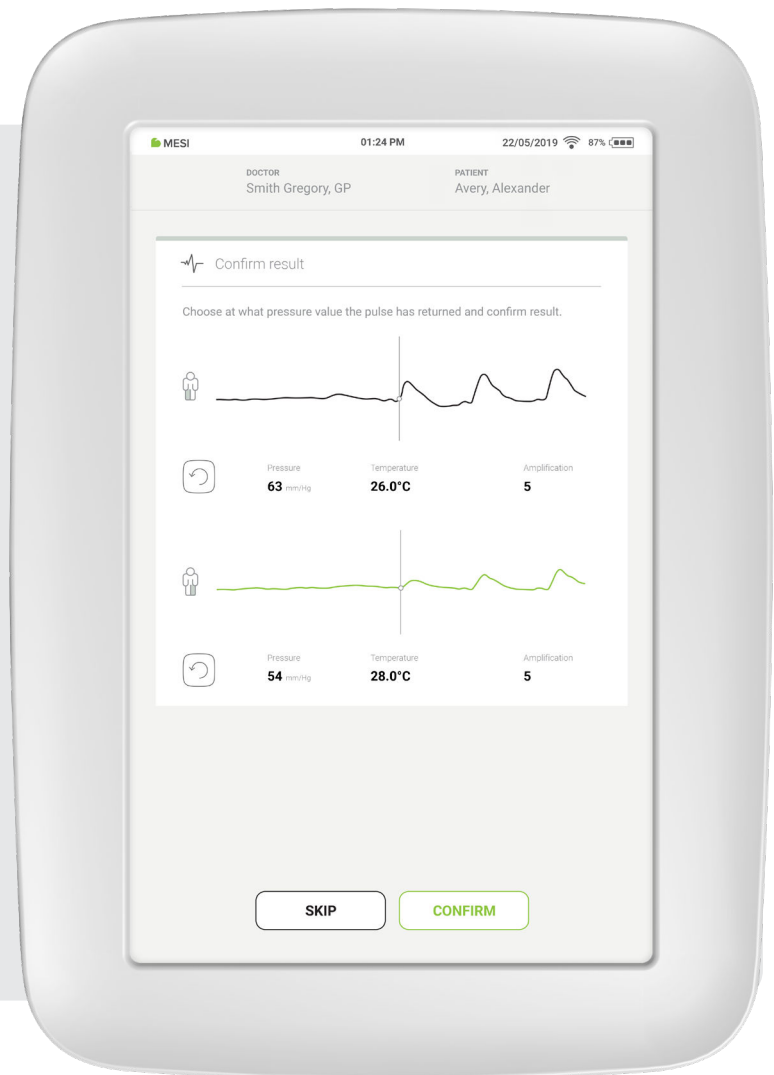 MESI 01:24 PM 22/05/2019 87%
DOCTOR PATIENT
Smith Gregory, GP Avery, Alexander
Confirm result
Choose at what pressure value the pulse has returned and confirm result.
Pressure Temperature Amplification
63 mm/Hg 26.0°C 5
Pressure Temperature Amplification
54 mm/Hg 28.0°C 5
SKIP CONFIRM